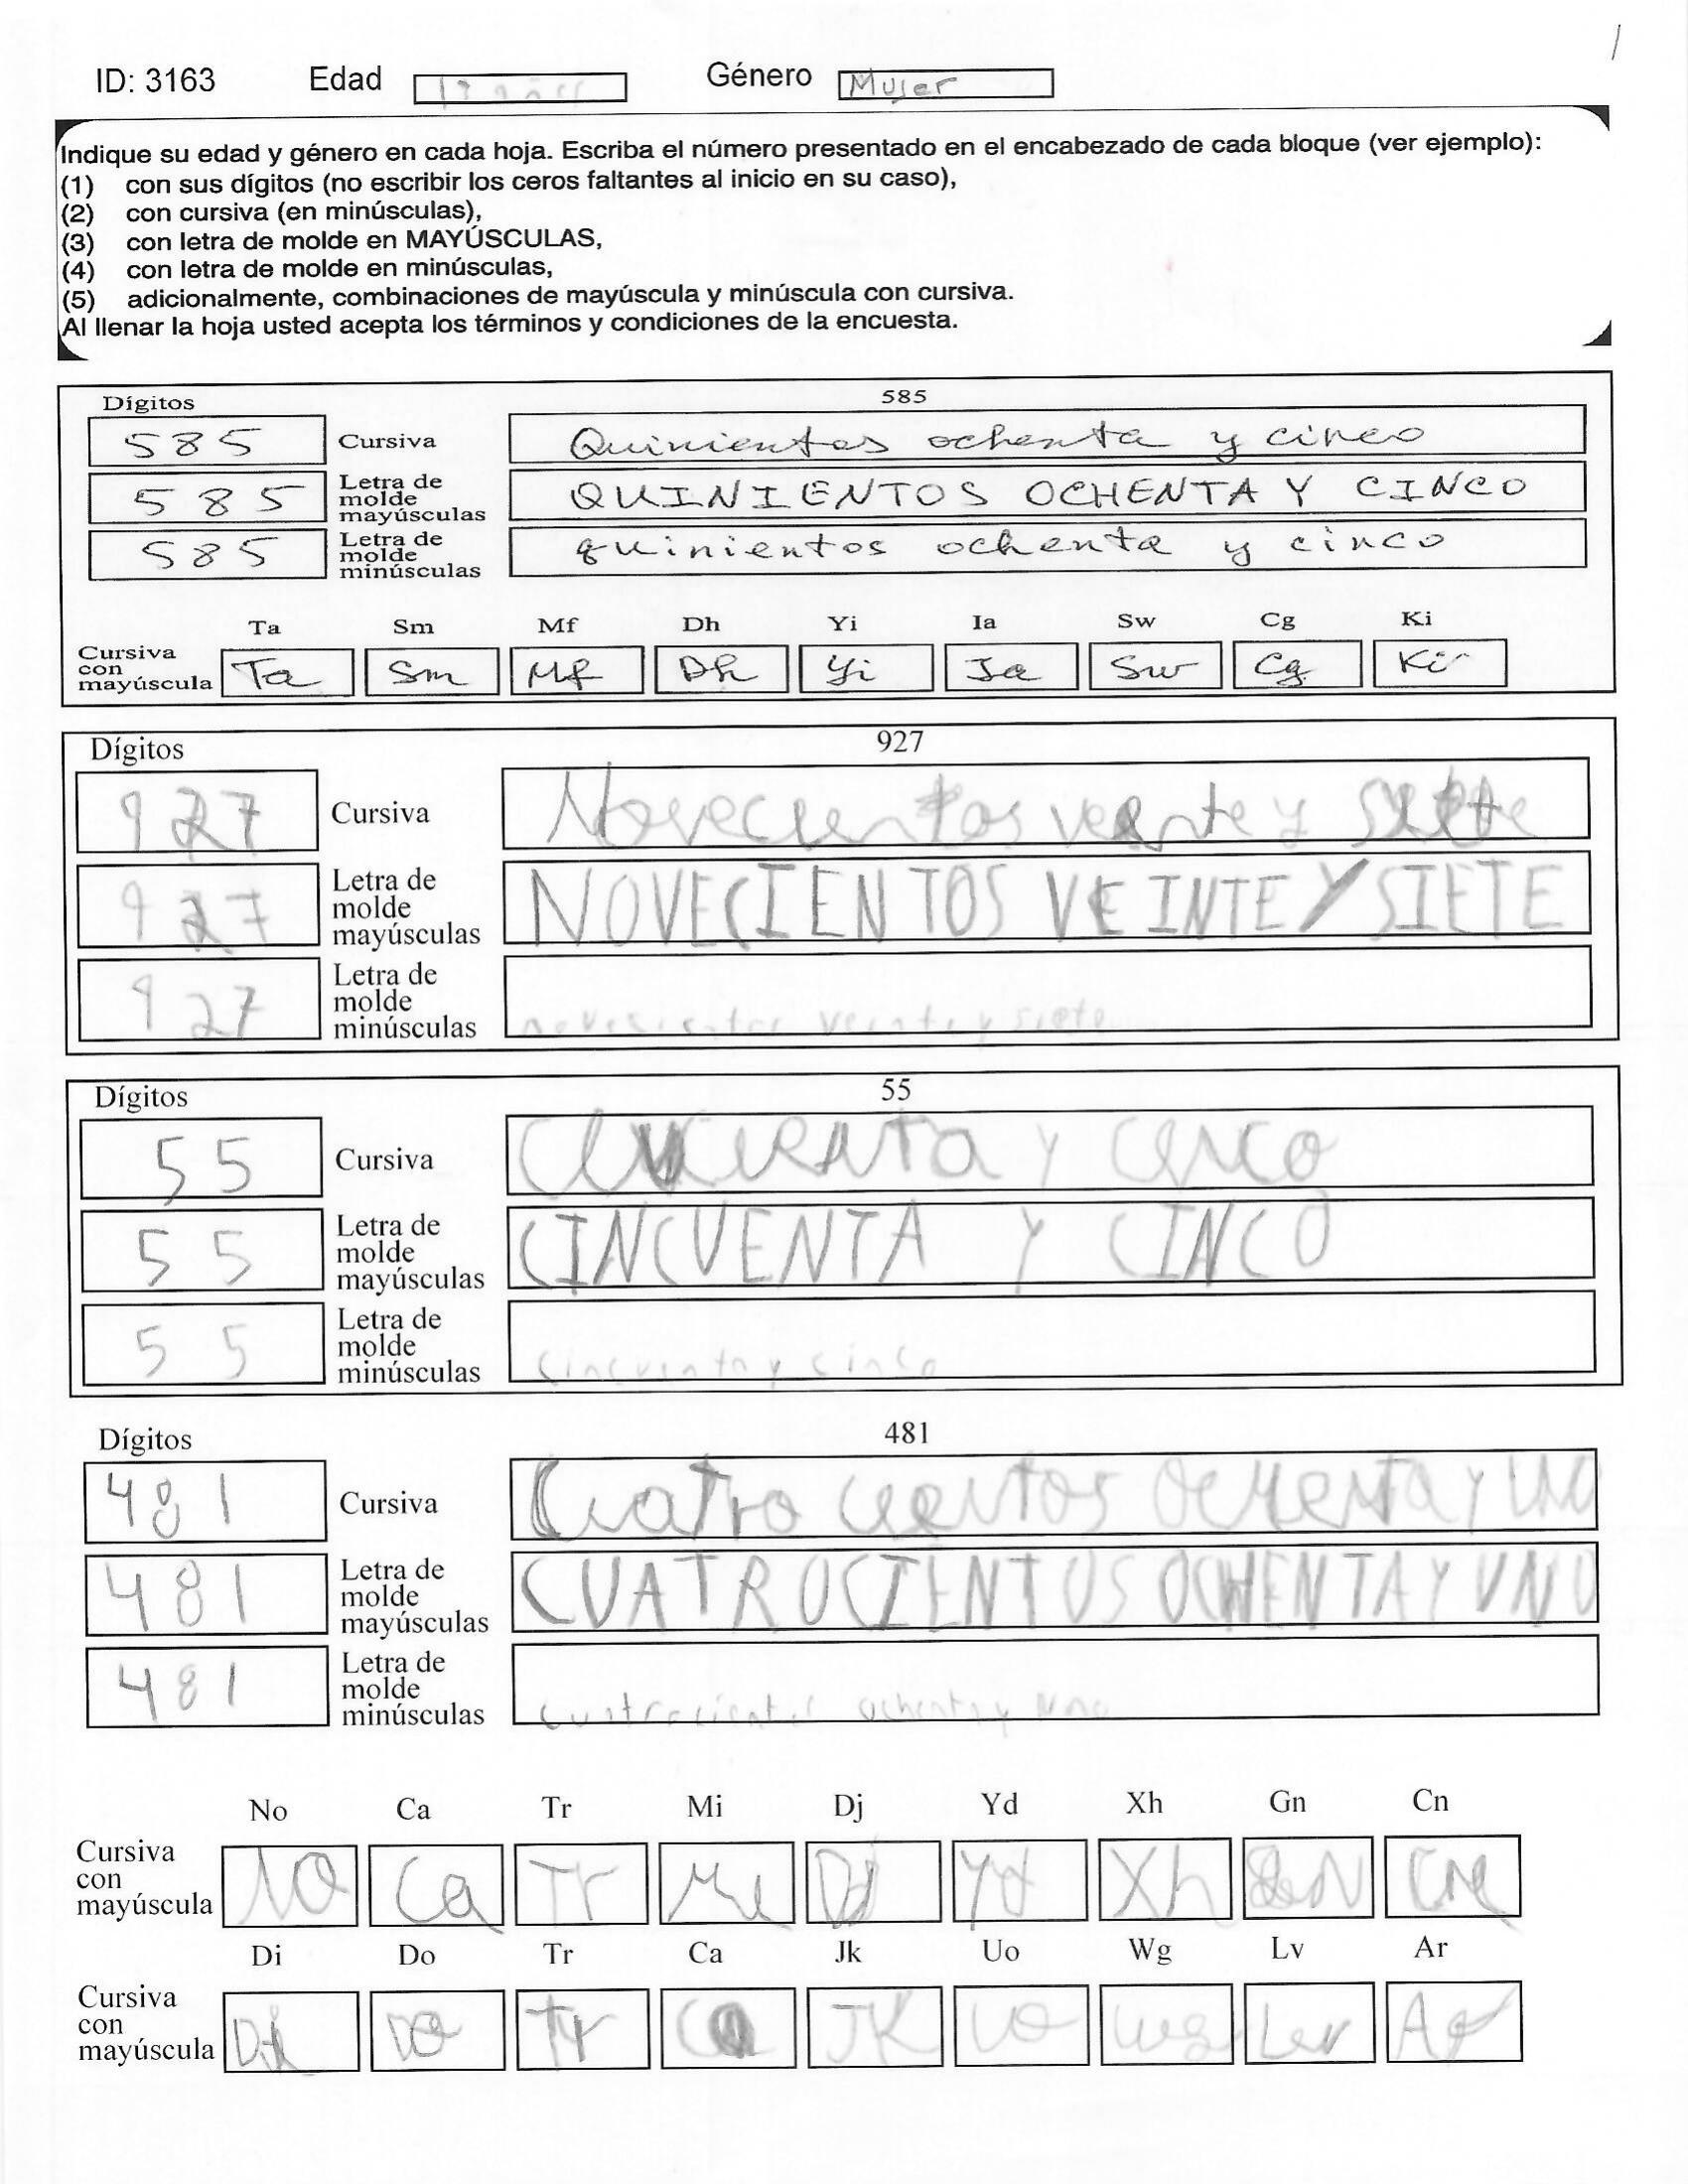 ID: 3163 Edad Género Mujer
Indique su edad y género en cada hoja. Escriba el número presentado en el encabezado de cada bloque (ver ejemplo):
(1) con sus dígitos (no escribir los ceros faltantes al inicio en su caso),
(2) con cursiva (en minúsculas),
(3) con letra de molde en MAYÚSCULAS,
(4) con letra de molde en minúsculas,
(5) adicionalmente, combinaciones de mayúscula y minúscula con cursiva.
Al llenar la hoja usted acepta los términos y condiciones de la encuesta.
Dígitos 585
585 Cursiva Quinientos ochenta y cinco
585 Letra de molde mayúsculas QUINIENTOS OCHENTA Y CINCO
585 Letra de molde minúsculas quinientos ochenta y cinco
Ta Sm Mf Dh Yi Ia Sw Cg Ki
Cursiva con mayúscula Ta Sm Mf Dh Yi Ia Sw Cg Ki
Dígitos 927
927 Cursiva Novecientos veinte y siete
927 Letra de molde mayúsculas NOVECIENTOS VEINTE Y SIETE
927 Letra de molde minúsculas novesientos veinte y siete
Dígitos 55
55 Cursiva Cincuenta y cinco
55 Letra de molde mayúsculas CINCUENTA Y CINCO
55 Letra de molde minúsculas cincuenta y cinco
Dígitos 481
481 Cursiva Cuatro cientos ochenta y uno
481 Letra de molde mayúsculas CUATROCIENTOS OCHENTA Y UNO
481 Letra de molde minúsculas cuatrocientos ochenta y uno
No Ca Tr Mi Dj Yd Xh Gn Cn
Cursiva con mayúscula No Ca Tr Mi Dj Yd Xh Gn Cn
Di Do Tr Ca Jk Uo Wg Lv Ar
Cursiva con mayúscula Di Do Tr Ca Jk Uo Wg Lv Ar